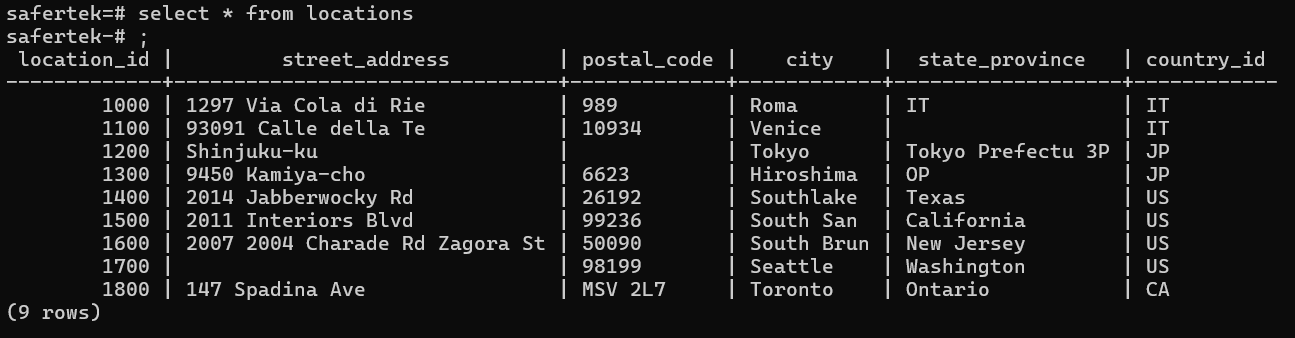 safertek=# select * from locations
safertek-# ;
 location_id |         street_address         | postal_code |    city    |   state_province   | country_id
-------------+--------------------------------+-------------+------------+--------------------+------------
        1000 | 1297 Via Cola di Rie           | 989         | Roma       | IT                 | IT
        1100 | 93091 Calle della Te           | 10934       | Venice     |                    | IT
        1200 | Shinjuku-ku                    |             | Tokyo      | Tokyo Prefectu 3P  | JP
        1300 | 9450 Kamiya-cho                | 6623        | Hiroshima  | OP                 | JP
        1400 | 2014 Jabberwocky Rd            | 26192       | Southlake  | Texas              | US
        1500 | 2011 Interiors Blvd            | 99236       | South San  | California         | US
        1600 | 2007 2004 Charade Rd Zagora St | 50090       | South Brun | New Jersey         | US
        1700 |                                | 98199       | Seattle    | Washington         | US
        1800 | 147 Spadina Ave                | MSV 2L7     | Toronto    | Ontario            | CA
(9 rows)